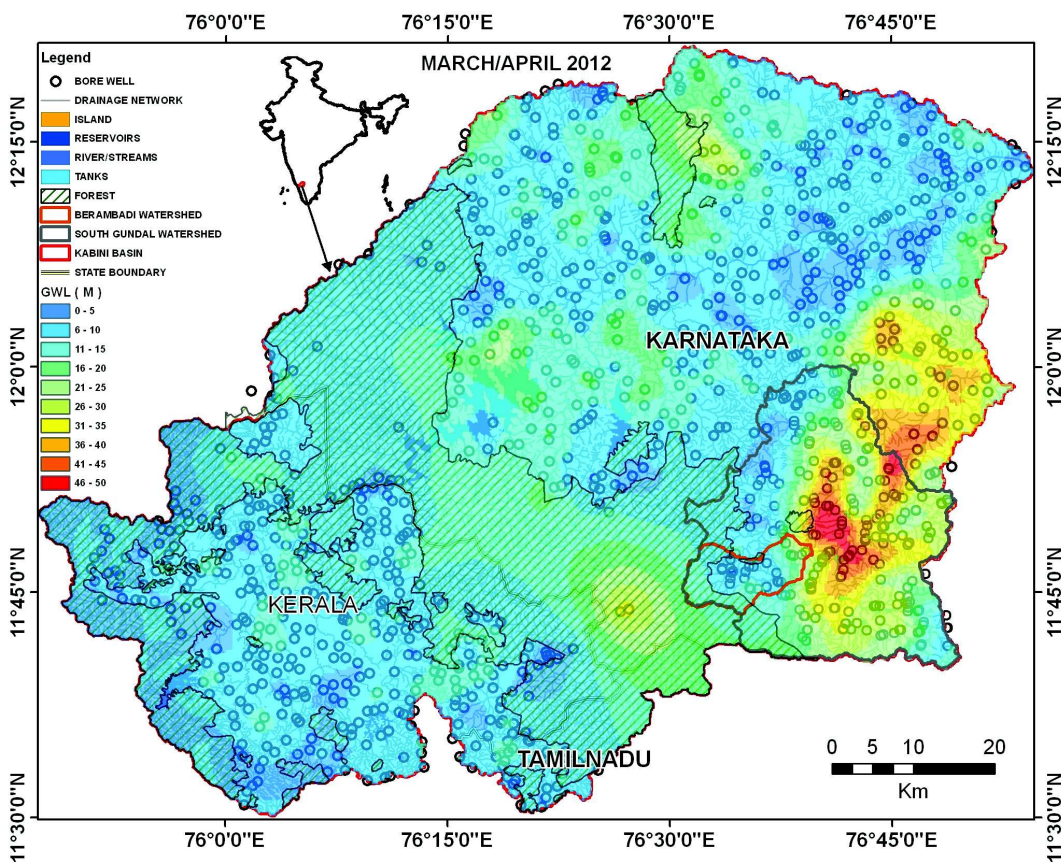 76°0'0"E 76°15'0"E 76°30'0"E 76°45'0"E
MARCH/APRIL 2012
Legend
BORE WELL
DRAINAGE NETWORK
ISLAND
RESERVOIRS
RIVER/STREAMS
TANKS
FOREST
BERAMBADI WATERSHED
SOUTH GUNDAL WATERSHED
KABINI BASIN
STATE BOUNDARY
GWL ( M )
0 - 5
6 - 10
11 - 15
16 - 20
21 - 25
26 - 30
31 - 35
36 - 40
41 - 45
46 - 50
12°15'0"N
12°15'0"N
12°0'0"N
12°0'0"N
11°45'0"N
11°45'0"N
11°30'0"N
11°30'0"N
KARNATAKA
KERALA
TAMILNADU
0 5 10 20
Km
76°0'0"E 76°15'0"E 76°30'0"E 76°45'0"E